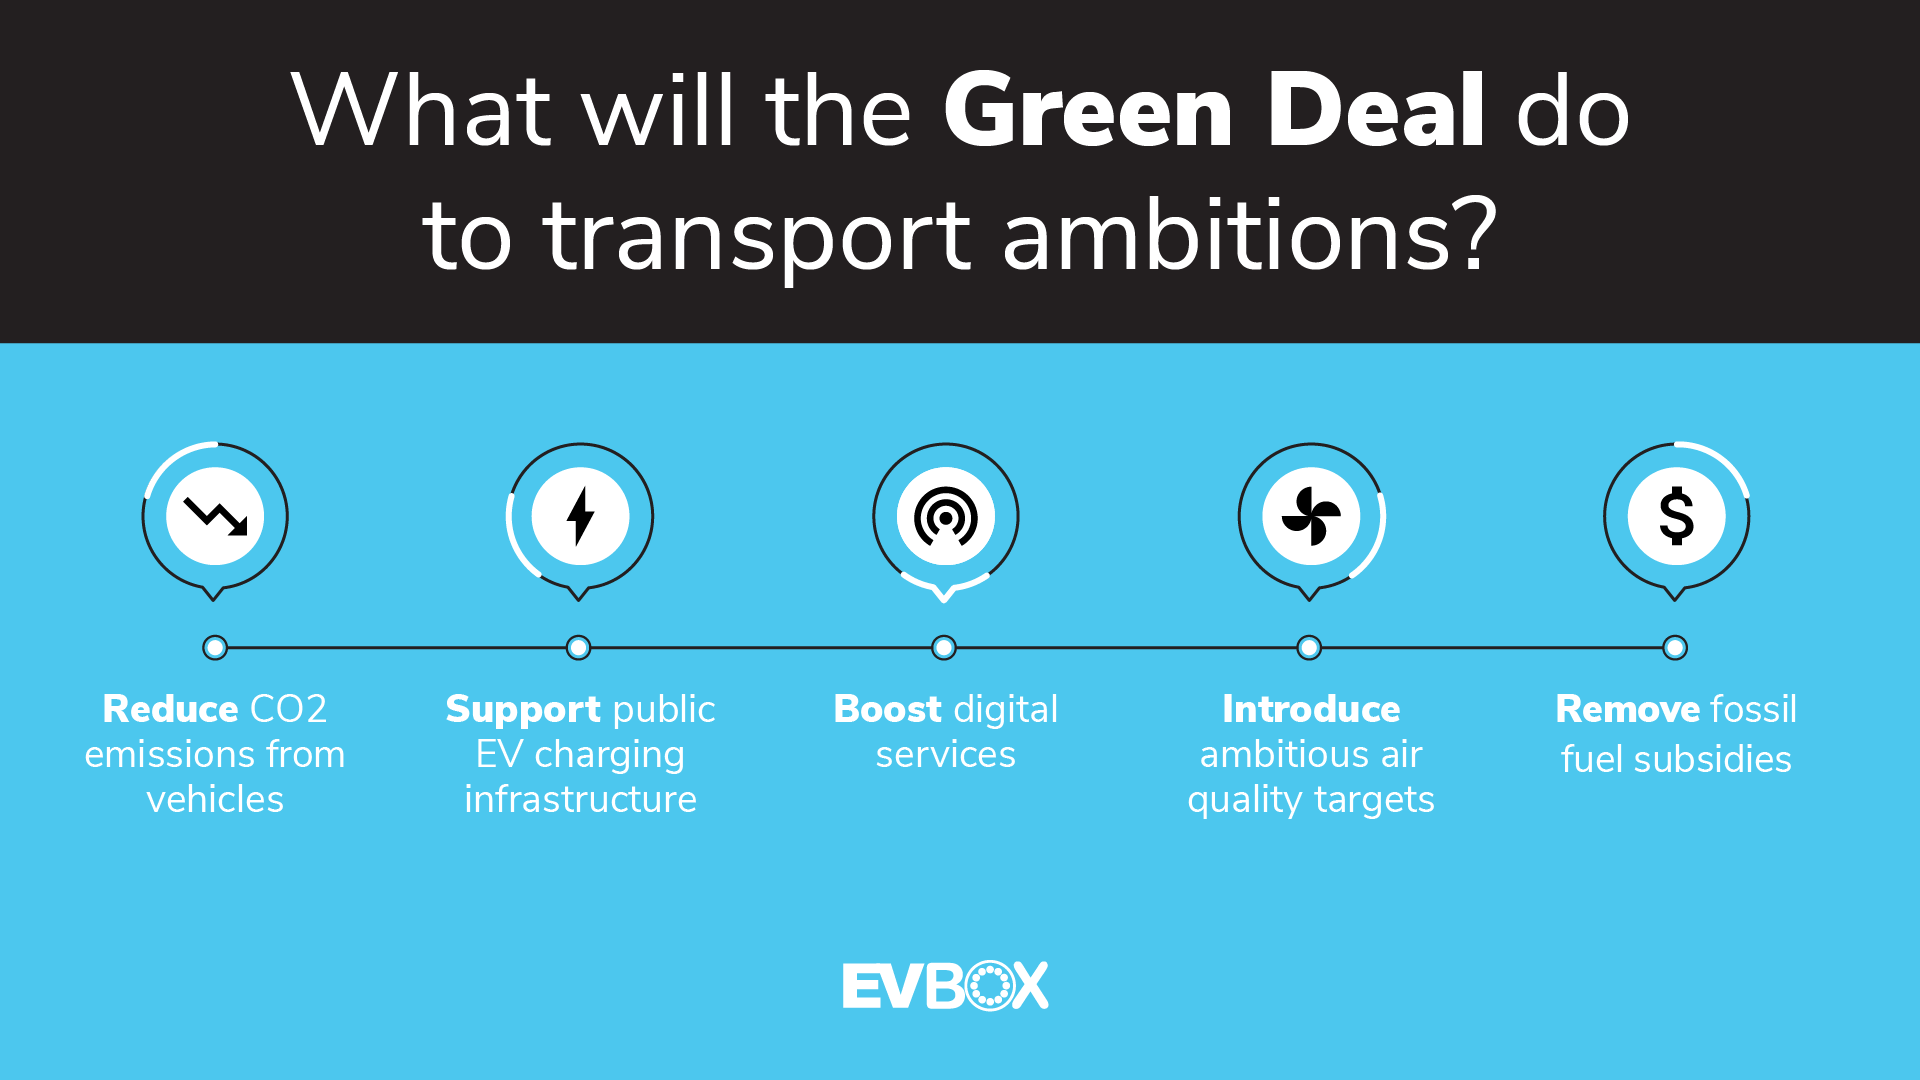 What will the Green Deal do
to transport ambitions?
$
Reduce CO2
emissions from
vehicles
Support public
EV charging
infrastructure
Boost digital
services
Introduce
ambitious air
quality targets
Remove fossil
fuel subsidies
EVBOX